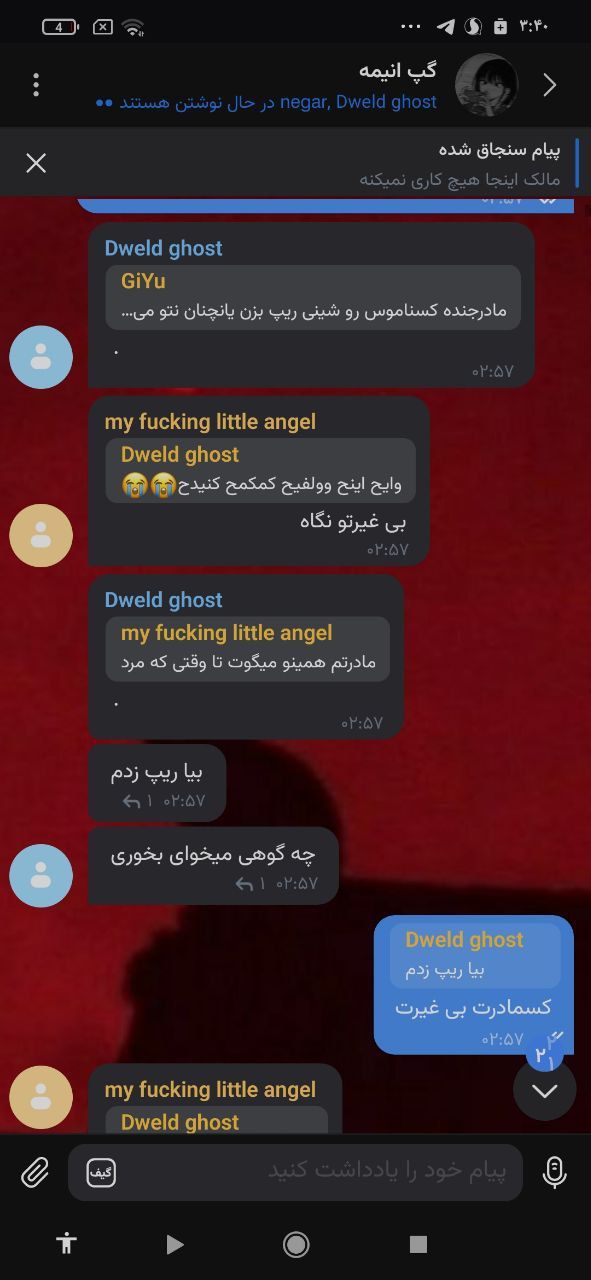 ۳:۴۰
4
گپ انیمه
negar, Dweld ghost در حال نوشتن هستند
پیام سنجاق شده
مالک اینجا هیچ کاری نمیکنه
۰۲:۵۷
Dweld ghost
GiYu
مادرجنده کسناموس رو شینی ریپ بزن یانچنان نتو می...
.
۰۲:۵۷
my fucking little angel
Dweld ghost
وایح اینح وولفیح کمکمح کنیدح😭😭
بی غیرتو نگاه
۰۲:۵۷
Dweld ghost
my fucking little angel
مادرتم همینو میگوت تا وقتی که مرد
.
۰۲:۵۷
بیا ریپ زدم
۱ ۰۲:۵۷
چه گوهی میخوای بخوری
۱ ۰۲:۵۷
Dweld ghost
بیا ریپ زدم
کسمادرت بی غیرت
۰۲:۵۷
my fucking little angel
Dweld ghost
پیام خود را یادداشت کنید
گیف